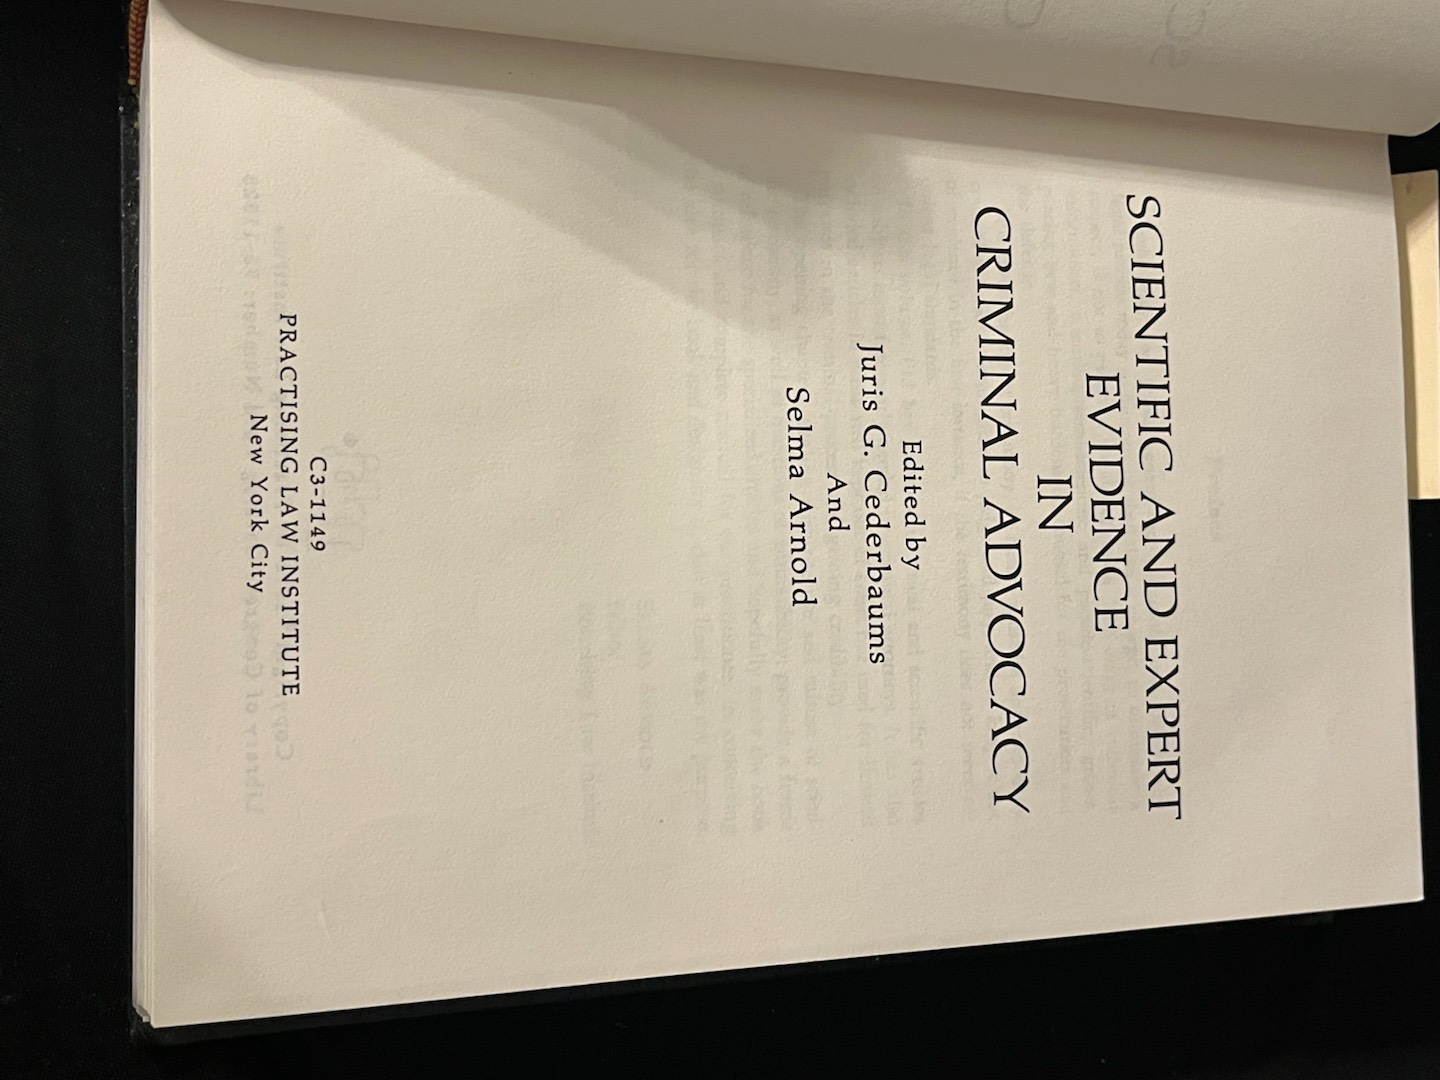 SCIENTIFIC AND EXPERT
EVIDENCE
IN
CRIMINAL ADVOCACY
Edited by
Juris G. Cederbaums
And
Selma Arnold
C3-1149
PRACTISING LAW INSTITUTE
New York City